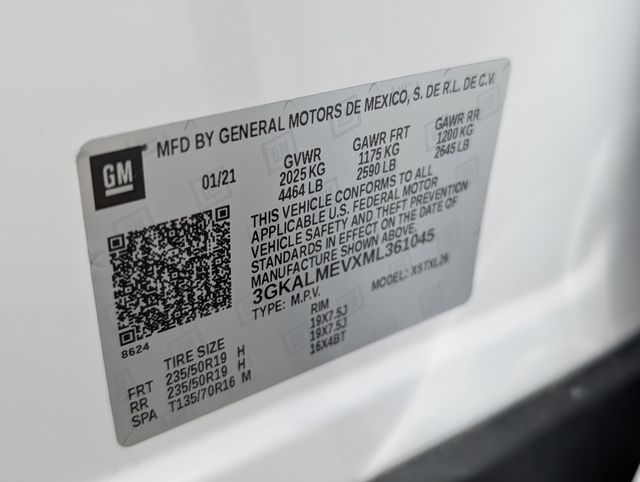 GM
MFD BY GENERAL MOTORS DE MEXICO, S. DE R.L. DE C.V.
01/21
GVWR
2025 KG
4464 LB
GAWR FRT
1175 KG
2590 LB
GAWR RR
1200 KG
2645 LB
THIS VEHICLE CONFORMS TO ALL
APPLICABLE U.S. FEDERAL MOTOR
VEHICLE SAFETY AND THEFT PREVENTION
STANDARDS IN EFFECT ON THE DATE OF
MANUFACTURE SHOWN ABOVE.
3GKALMEVXML361045
TYPE: M.P.V. MODEL: XSTXL26
8624
TIRE SIZE RIM
FRT 235/50R19 H 19X7.5J
RR 235/50R19 H 19X7.5J
SPA T135/70R16 M 16X4BT